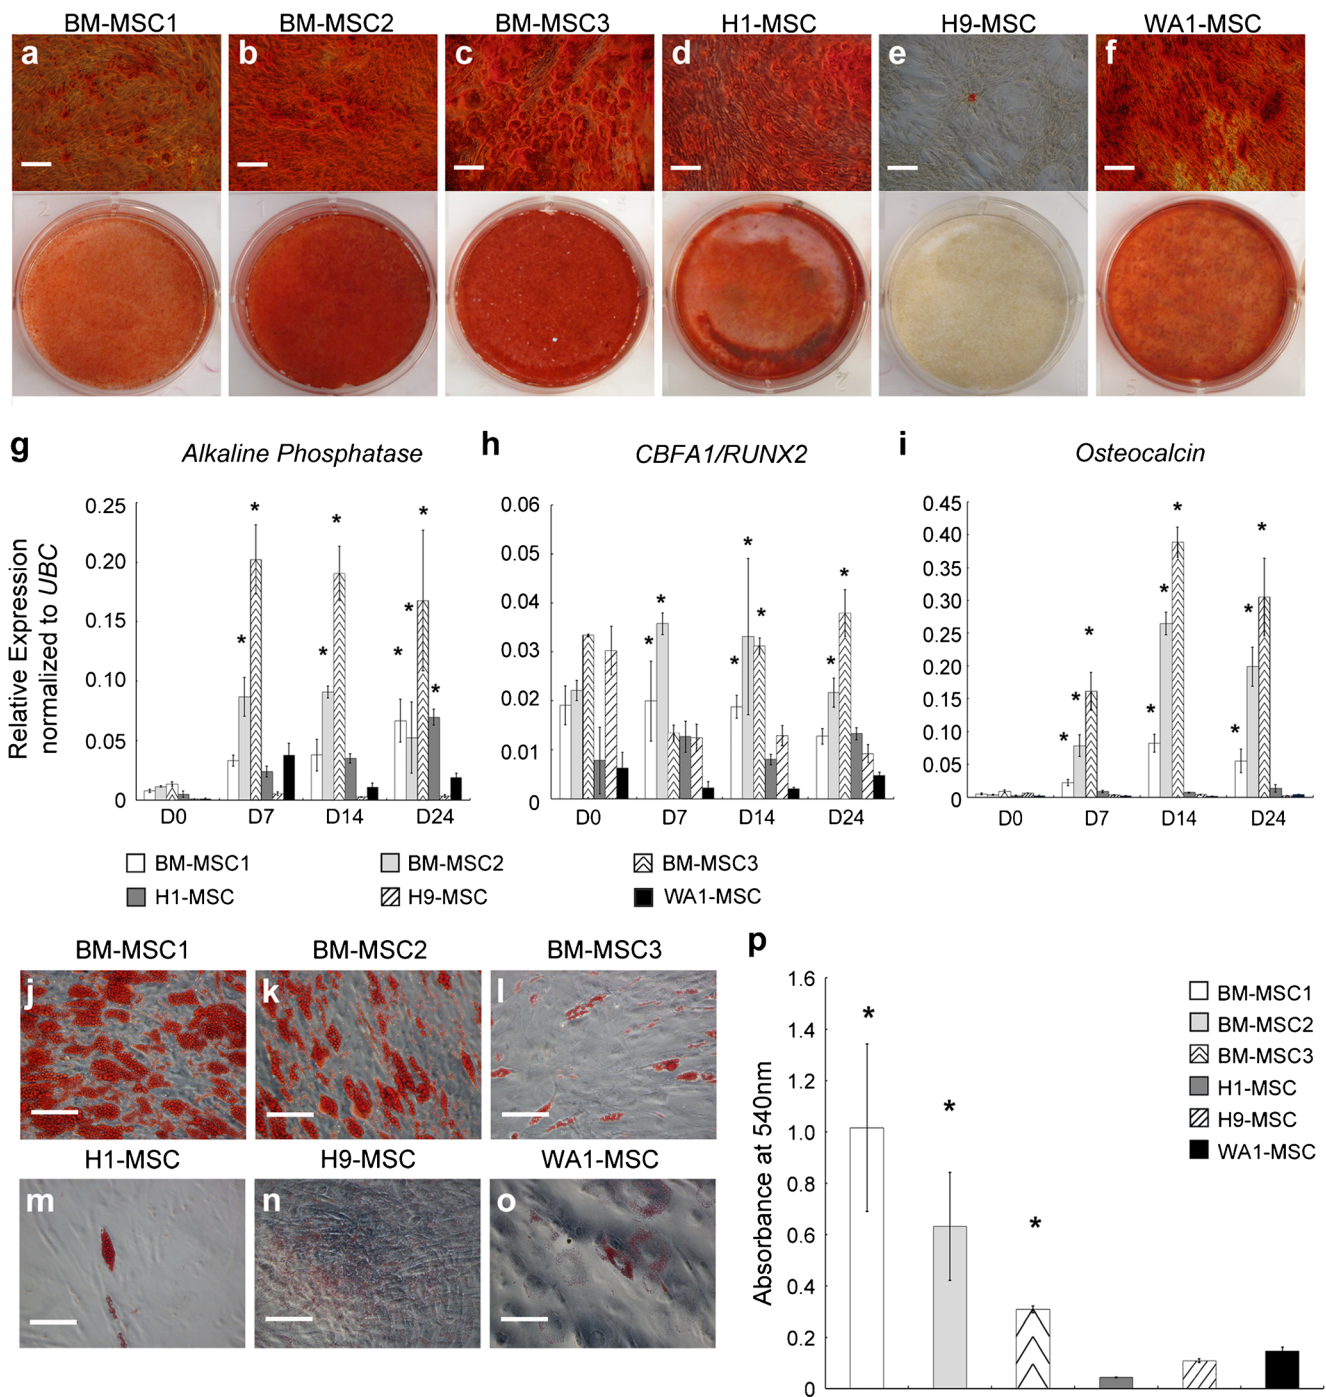 BM-MSC1 BM-MSC2 BM-MSC3 H1-MSC H9-MSC WA1-MSC
a b c d e f
g Alkaline Phosphatase h CBFA1/RUNX2 i Osteocalcin
Relative Expression
normalized to UBC
0.25
0.20
0.15
0.10
0.05
0
* * * * * * * *
D0 D7 D14 D24
0.06
0.05
0.04
0.03
0.02
0.01
0
* * * * * * *
D0 D7 D14 D24
0.45
0.40
0.35
0.30
0.25
0.20
0.15
0.10
0.05
0
* * * * * * * * *
D0 D7 D14 D24
BM-MSC1 BM-MSC2 BM-MSC3
H1-MSC H9-MSC WA1-MSC
BM-MSC1 BM-MSC2 BM-MSC3
j k l
H1-MSC H9-MSC WA1-MSC
m n o
p
Absorbance at 540nm
1.6
1.4
1.2
1.0
0.8
0.6
0.4
0.2
0
* * *
BM-MSC1
BM-MSC2
BM-MSC3
H1-MSC
H9-MSC
WA1-MSC